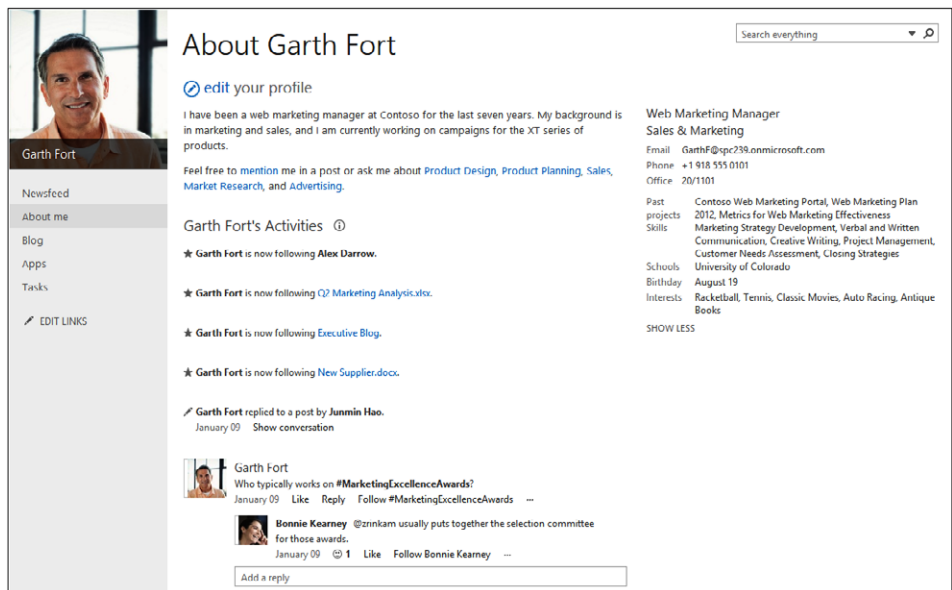 Garth Fort
Newsfeed
About me
Blog
Apps
Tasks
EDIT LINKS
About Garth Fort
Search everything
edit your profile
I have been a web marketing manager at Contoso for the last seven years. My background is
in marketing and sales, and I am currently working on campaigns for the XT series of
products.
Feel free to mention me in a post or ask me about Product Design, Product Planning, Sales,
Market Research, and Advertising.
Garth Fort's Activities
Garth Fort is now following Alex Darrow.
Garth Fort is now following Q2 Marketing Analysis.xlsx.
Garth Fort is now following Executive Blog.
Garth Fort is now following New Supplier.docx.
Garth Fort replied to a post by Junmin Hao.
January 09 Show conversation
Garth Fort
Who typically works on #MarketingExcellenceAwards?
January 09 Like Reply Follow #MarketingExcellenceAwards ...
Bonnie Kearney @znnkam usually puts together the selection committee
for those awards.
January 09 1 Like Follow Bonnie Kearney ...
Add a reply
Web Marketing Manager
Sales & Marketing
Email GarthF@spc239.onmicrosoft.com
Phone +1 918 555 0101
Office 20/1101
Past Contoso Web Marketing Portal, Web Marketing Plan
projects 2012, Metrics for Web Marketing Effectiveness
Skills Marketing Strategy Development, Verbal and Written
Communication, Creative Writing, Project Management,
Customer Needs Assessment, Closing Strategies
Schools University of Colorado
Birthday August 19
Interests Racketball, Tennis, Classic Movies, Auto Racing, Antique
Books
SHOW LESS